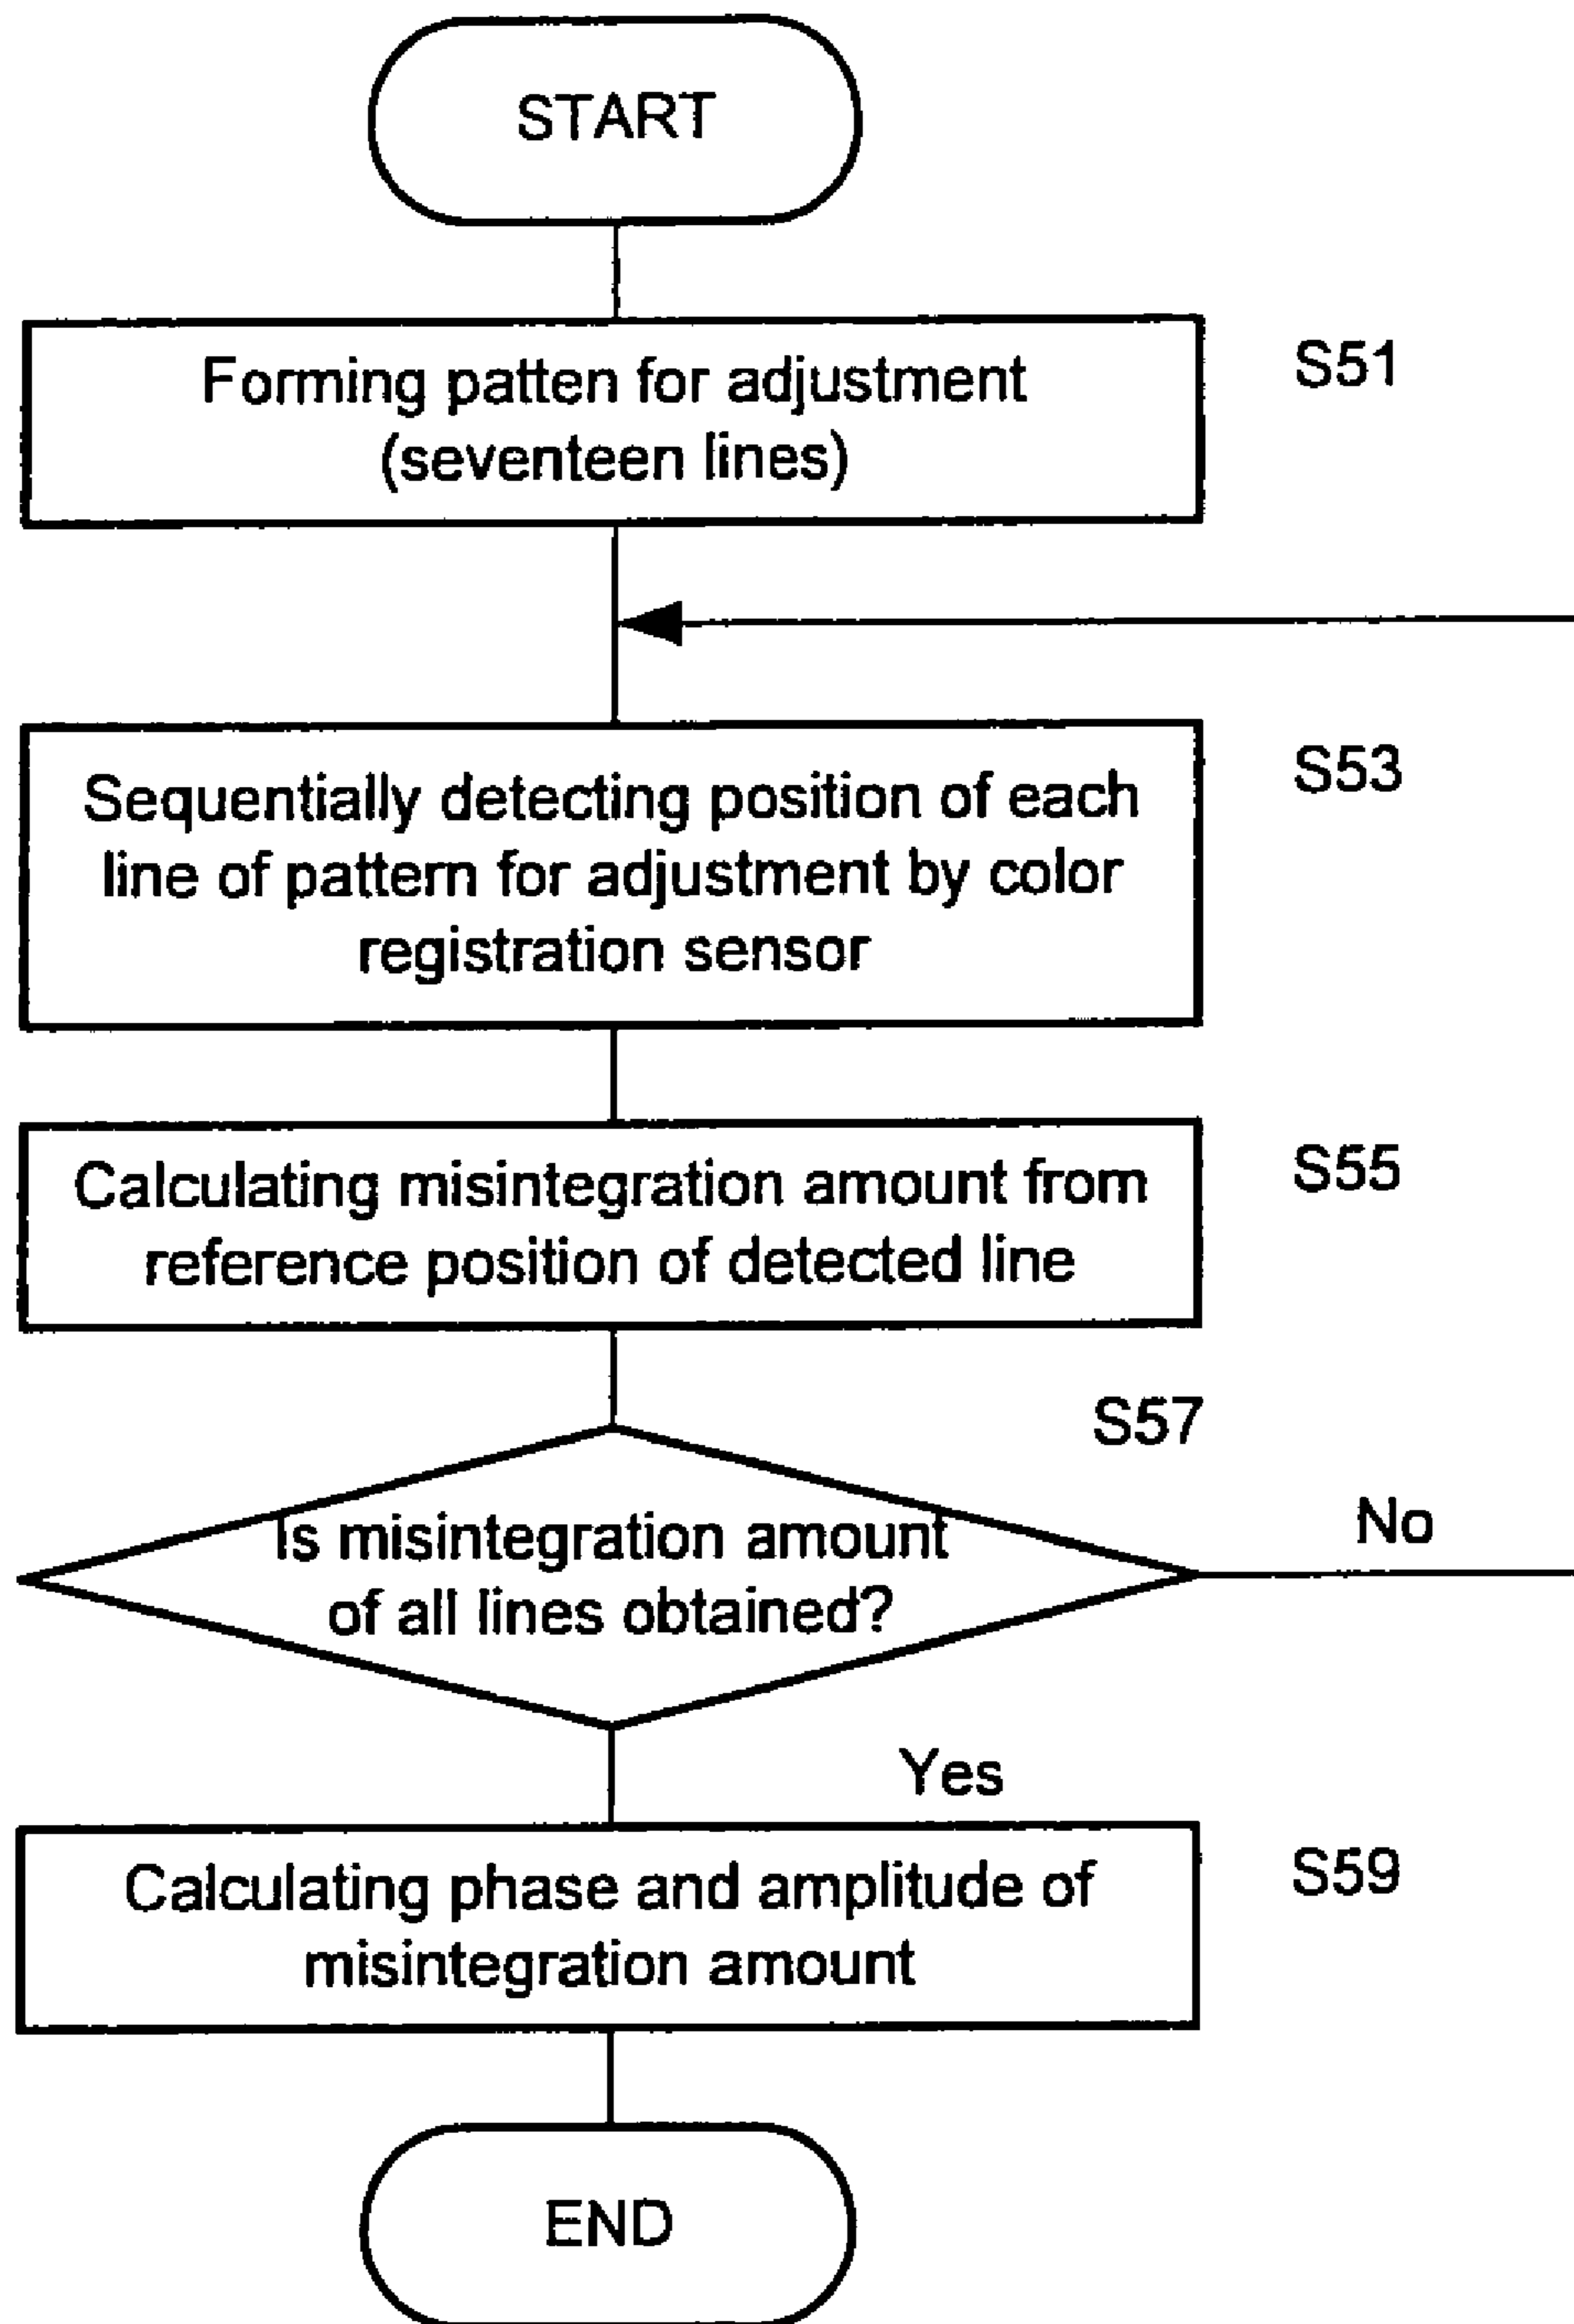 START
Forming patten for adjustment
(seventeen lines)
S51
Sequentially detecting position of each
line of pattern for adjustment by color
registration sensor
S53
Calculating misintegration amount from
reference position of detected line
S55
S57
Is misintegration amount
of all lines obtained?
No
Yes
Calculating phase and amplitude of
misintegration amount
S59
END